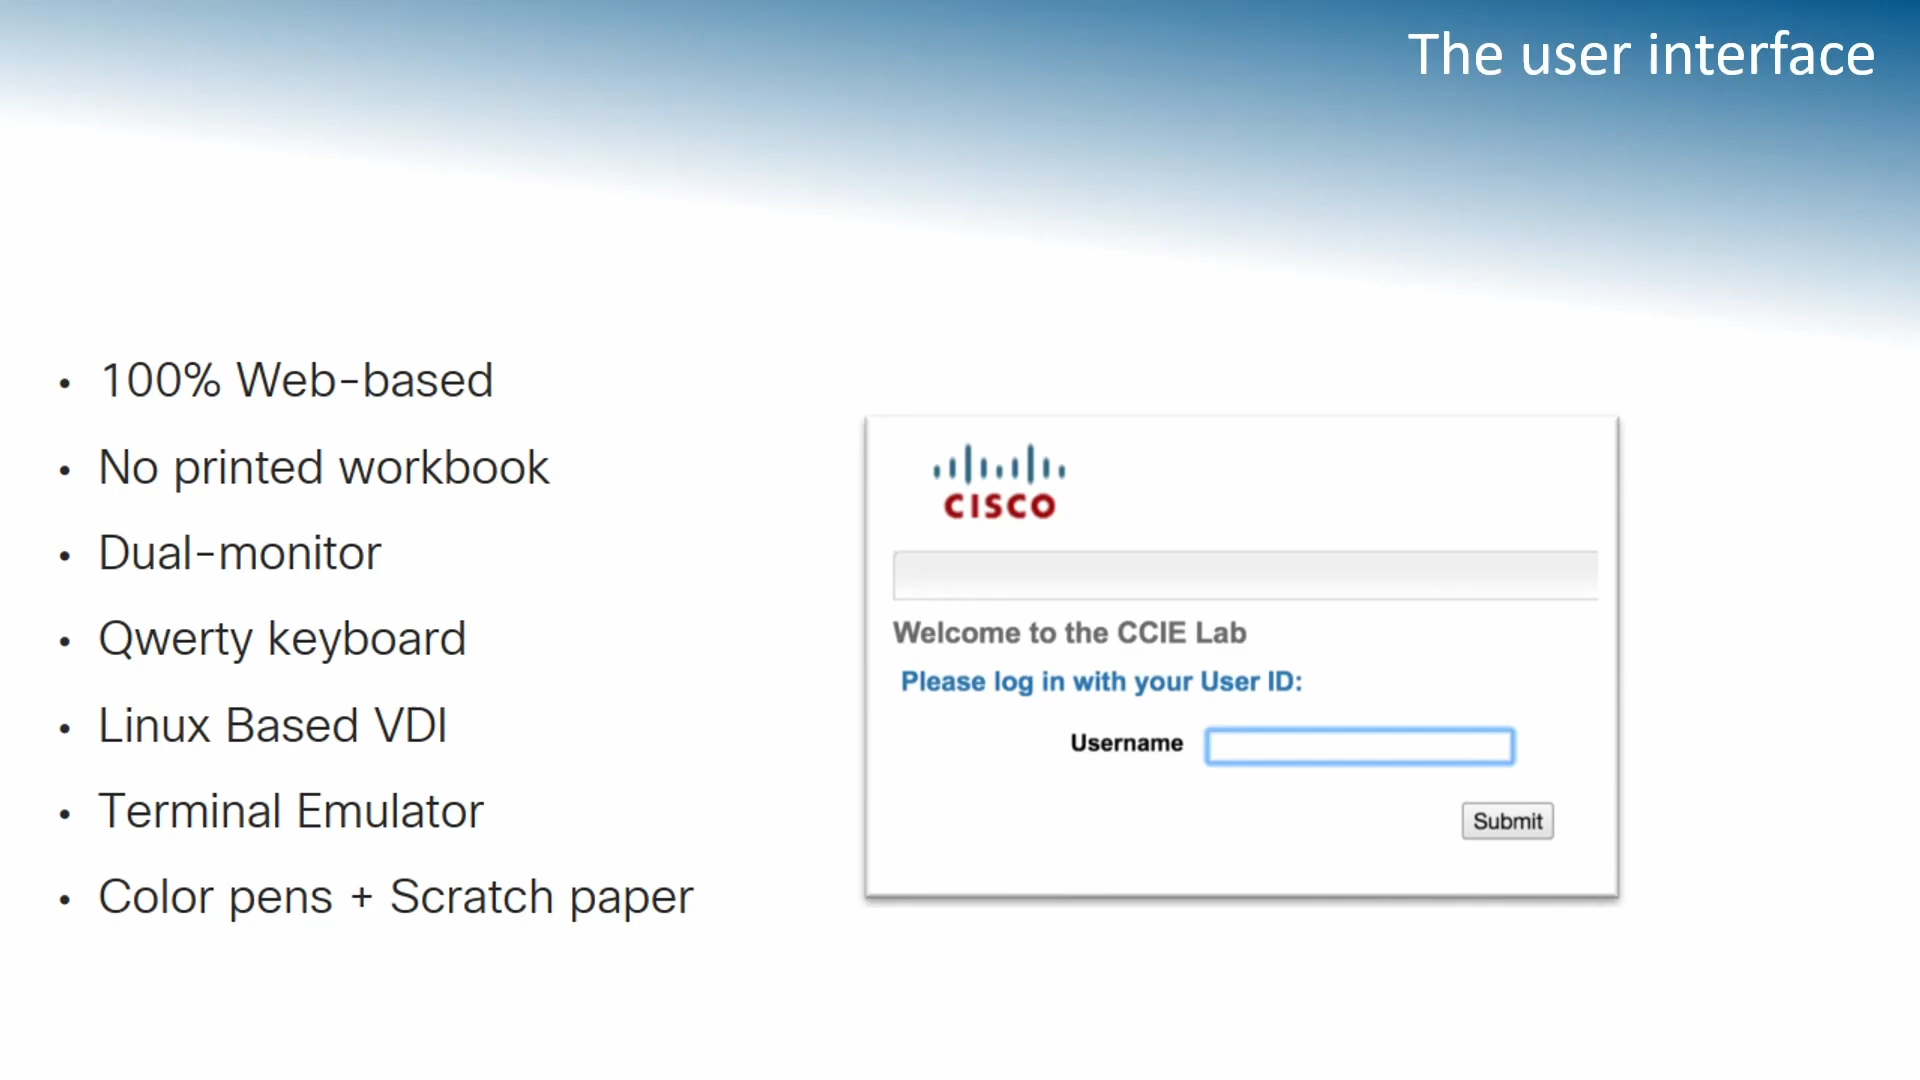 The user interface
• 100% Web-based
• No printed workbook
• Dual-monitor
• Qwerty keyboard
• Linux Based VDI
• Terminal Emulator
• Color pens + Scratch paper
CISCO
Welcome to the CCIE Lab
Please log in with your User ID:
Username
Submit